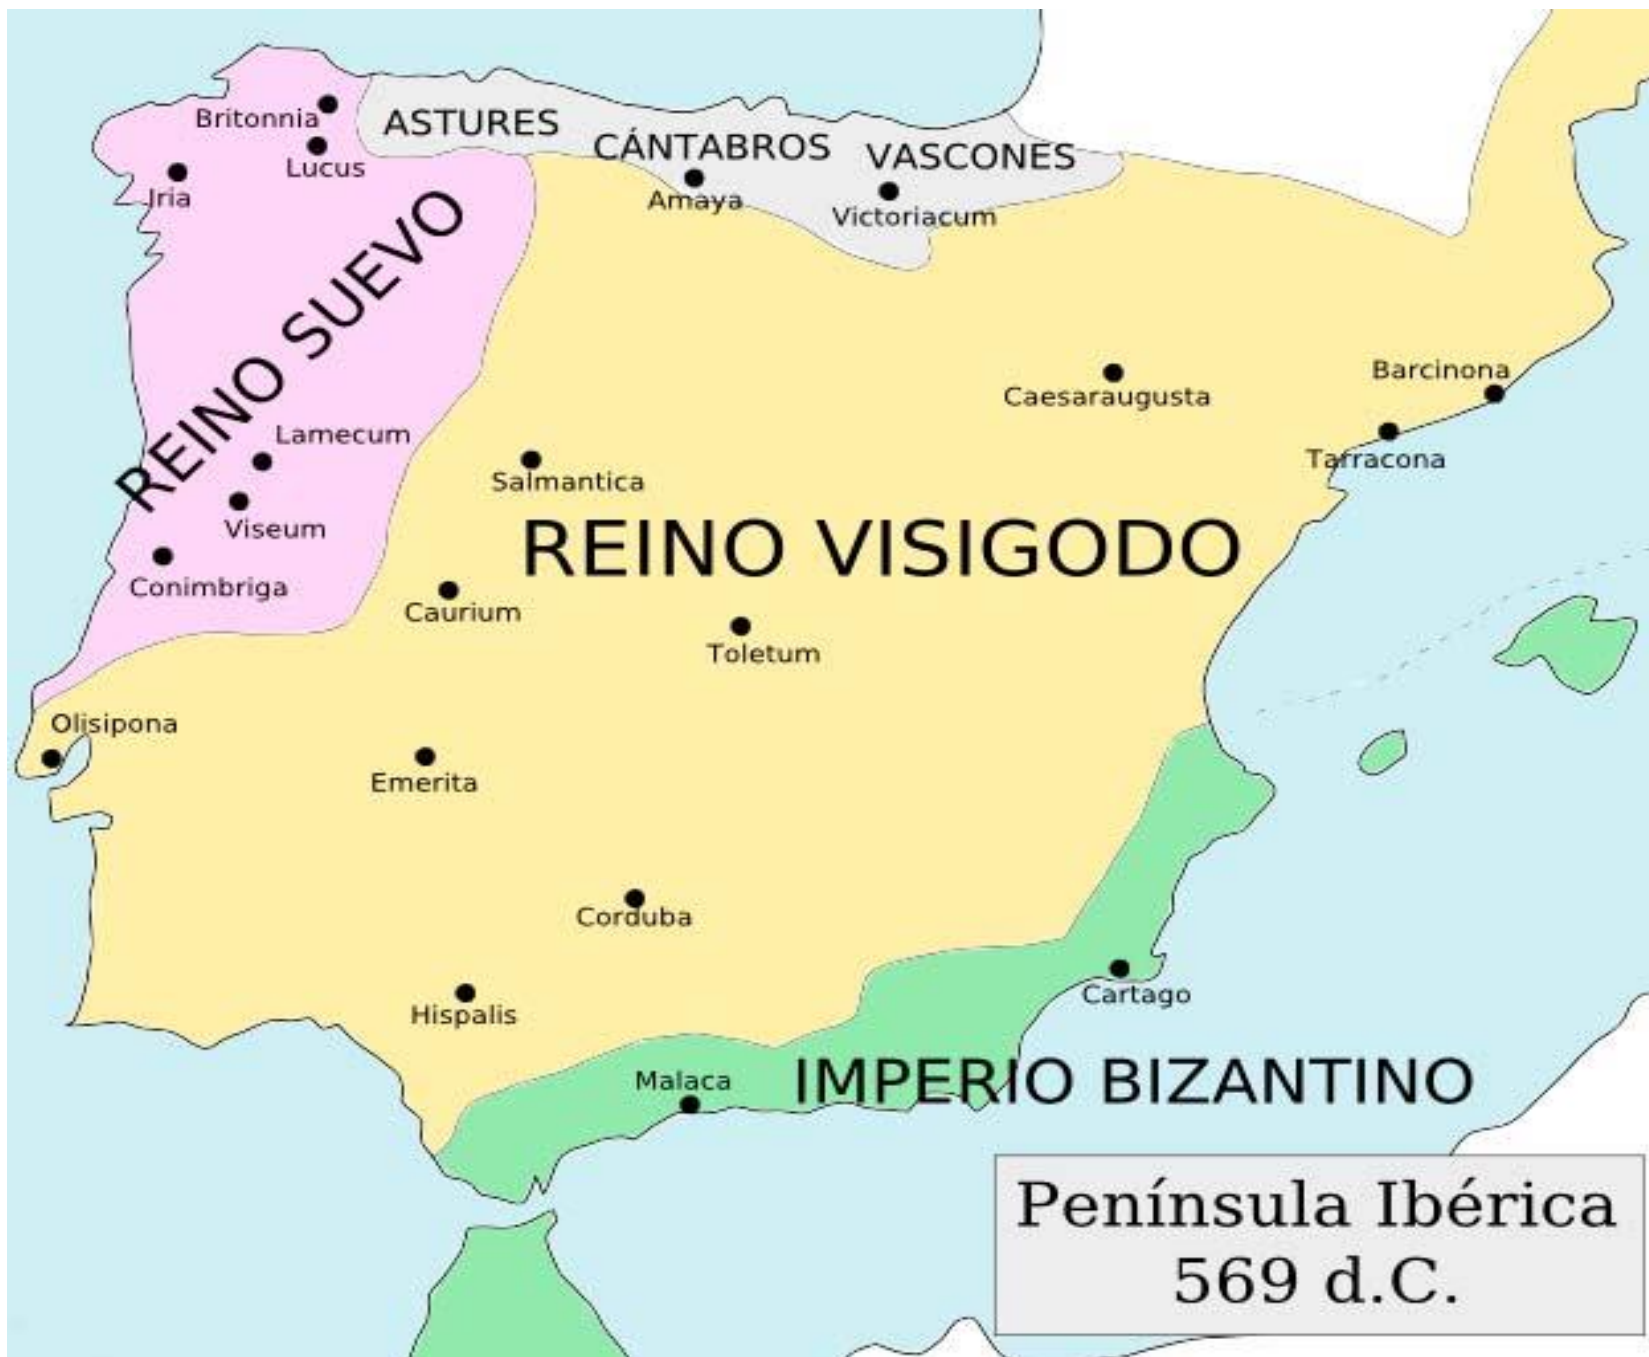 Britonnia
ASTURES
CÁNTABROS
VASCONES
Lucus
Iria
Amaya
Victoriacum
REINO SUEVO
Barcinona
Caesaraugusta
Lamecum
Tarracona
Salmantica
Viseum
REINO VISIGODO
Conimbriga
Caurium
Toletum
Olisipona
Emerita
Corduba
Cartago
Hispalis
Malaca
IMPERIO BIZANTINO
Península Ibérica
569 d.C.